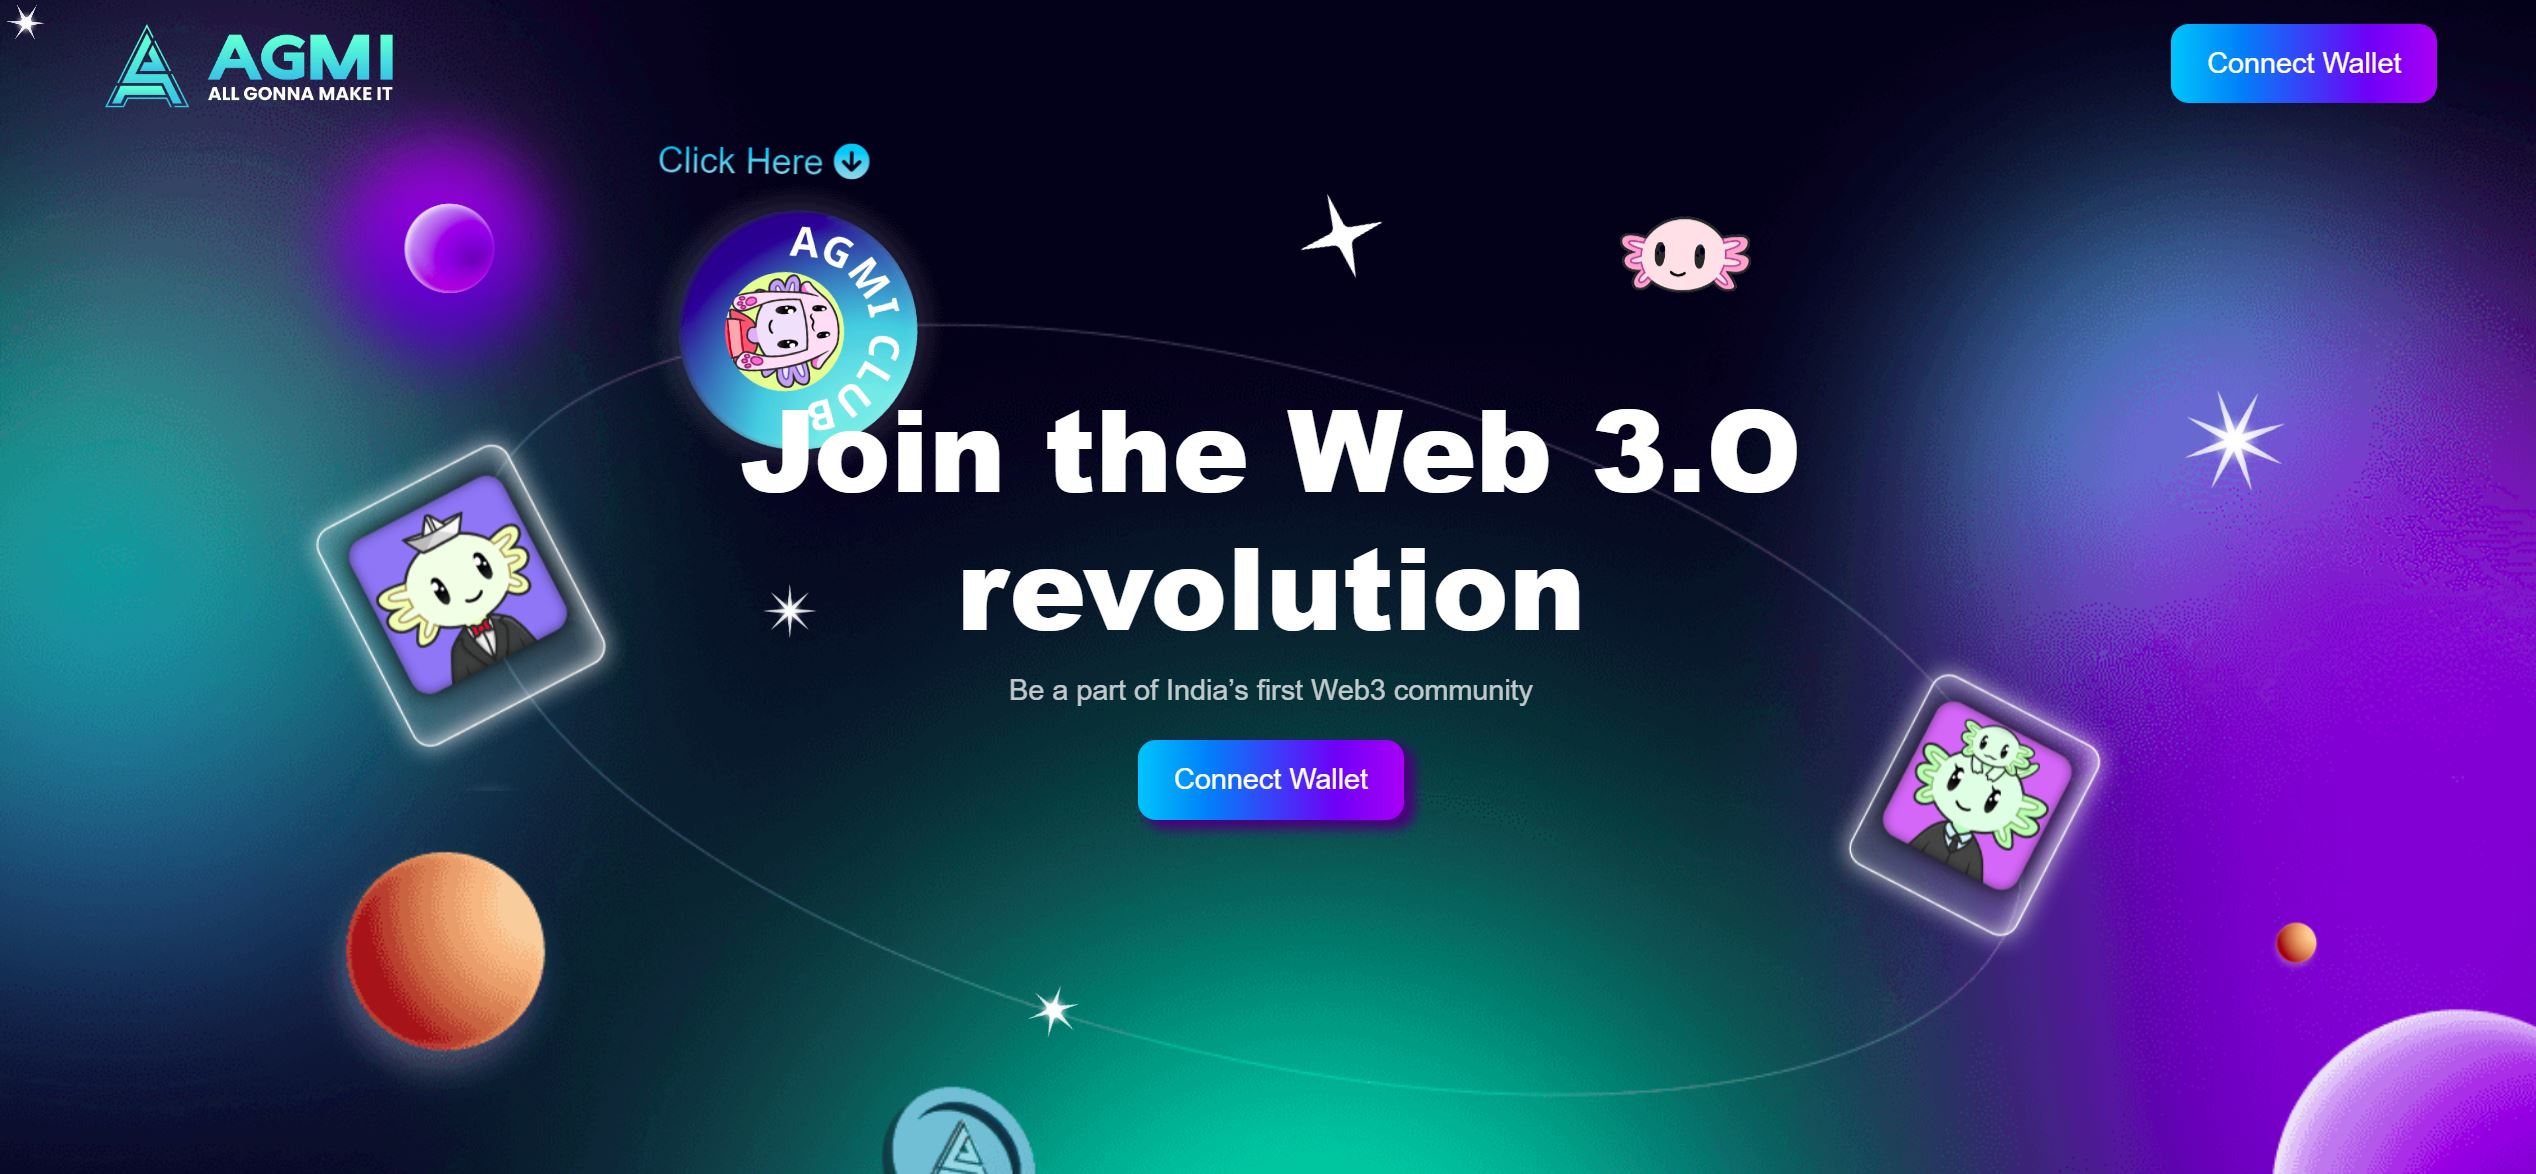 AGMI
ALL GONNA MAKE IT
Connect Wallet
Click Here
AGMI CLUB
Join the Web 3.O
revolution
Be a part of India’s first Web3 community
Connect Wallet